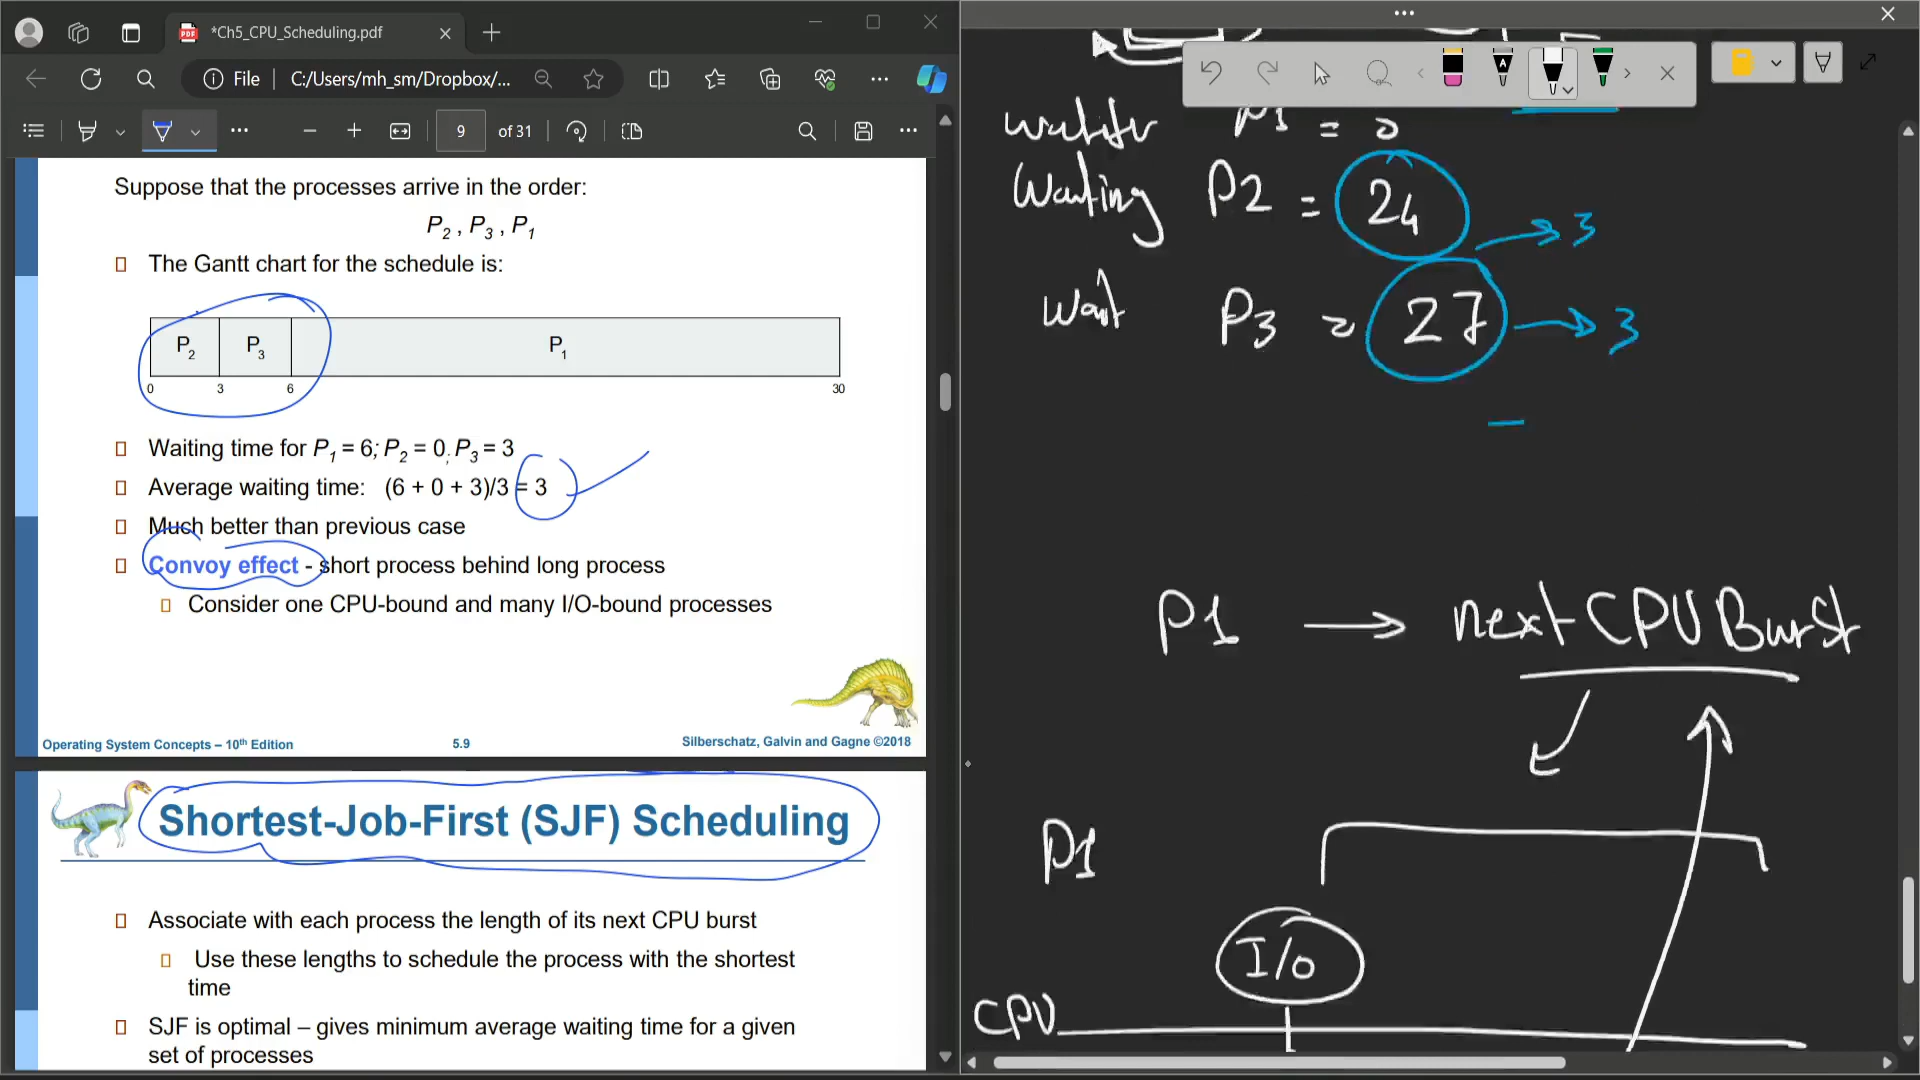 *Ch5_CPU_Scheduling.pdf
File
C:/Users/mh_sm/Dropbox/...
9 of 31
Suppose that the processes arrive in the order:
P2 , P3 , P1
The Gantt chart for the schedule is:
P2 P3 P1
0 3 6 30
Waiting time for P1 = 6; P2 = 0; P3 = 3
Average waiting time: (6 + 0 + 3)/3 = 3
Much better than previous case
Convoy effect - short process behind long process
Consider one CPU-bound and many I/O-bound processes
Operating System Concepts – 10th Edition 5.9 Silberschatz, Galvin and Gagne ©2018
Shortest-Job-First (SJF) Scheduling
Associate with each process the length of its next CPU burst
Use these lengths to schedule the process with the shortest
time
SJF is optimal – gives minimum average waiting time for a given
set of processes
P1 = 0
Waiting P2 = 24 → 3
Wait P3 = 27 → 3
P1 → next CPU Burst
P1
I/O
CPU